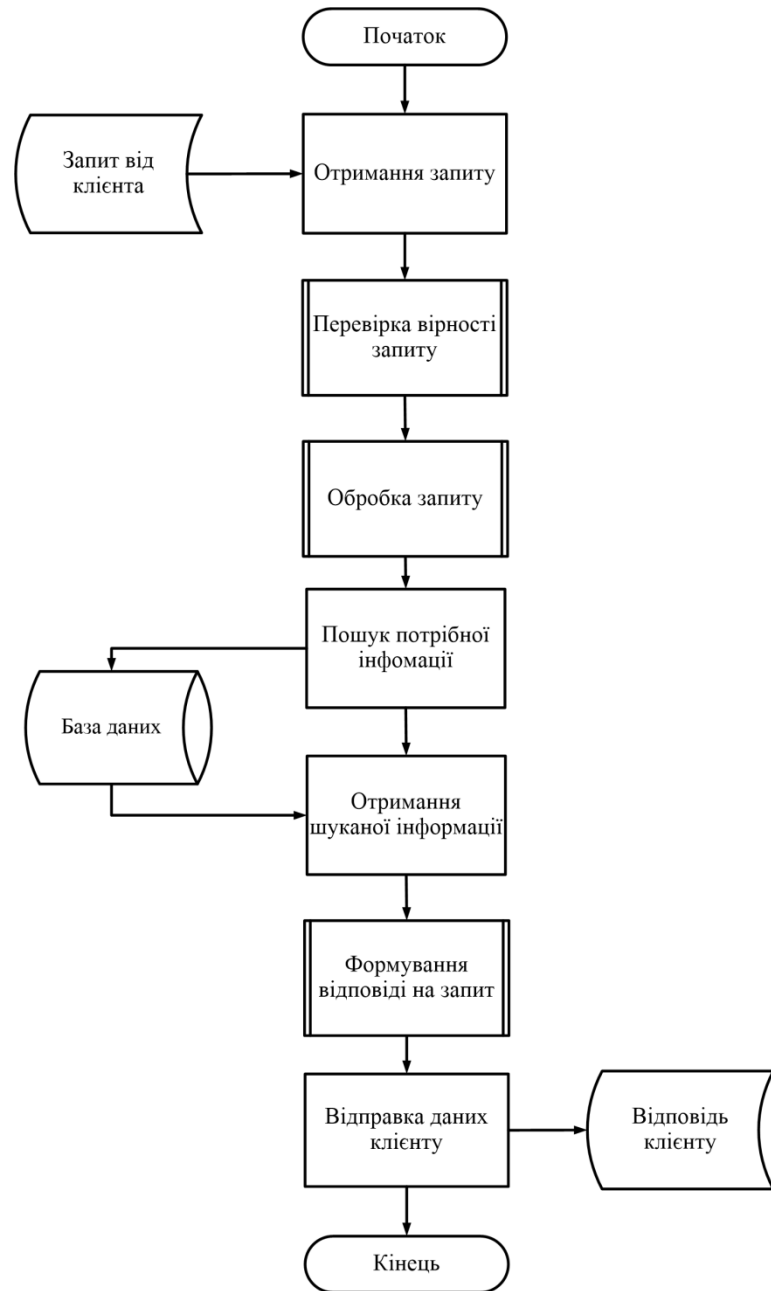 Початок
Запит від
клієнта
Отримання запиту
Перевірка вірності
запиту
Обробка запиту
Пошук потрібної
інфомації
База даних
Отримання
шуканої інформації
Формування
відповіді на запит
Відправка даних
клієнту
Відповідь
клієнту
Кінець